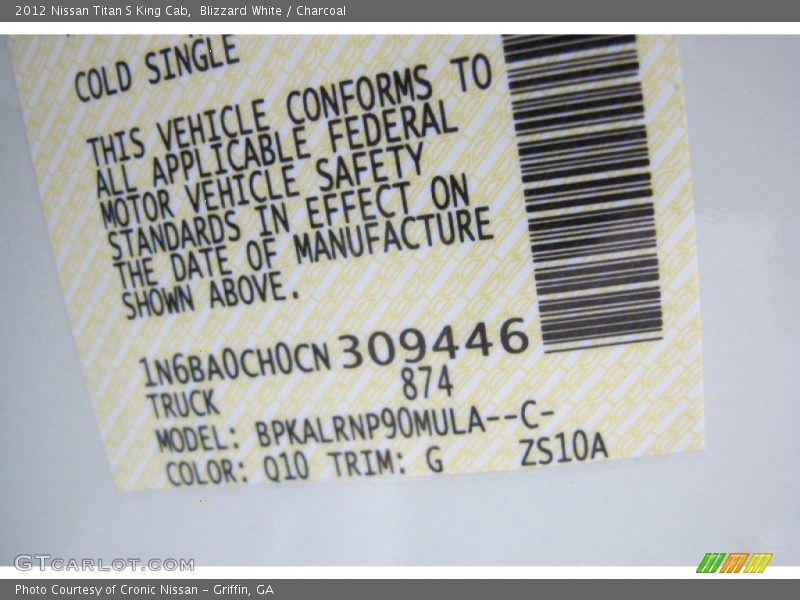 2012 Nissan Titan S King Cab,  Blizzard White / Charcoal
COLD SINGLE
THIS VEHICLE CONFORMS TO
ALL APPLICABLE FEDERAL
MOTOR VEHICLE SAFETY
STANDARDS IN EFFECT ON
THE DATE OF MANUFACTURE
SHOWN ABOVE.
1N6BA0CH0CN 309446
TRUCK 874
MODEL: BPKALRNP90MULA--C-
COLOR: Q10 TRIM: G ZS10A
GTCARLOT.COM
Photo Courtesy of Cronic Nissan – Griffin, GA